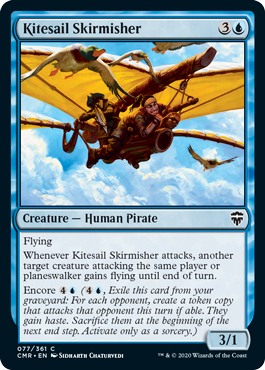 Kitesail Skirmisher 3
Creature — Human Pirate
Flying
Whenever Kitesail Skirmisher attacks, another
target creature attacking the same player or
planeswalker gains flying until end of turn.
Encore 4 (4, Exile this card from your
graveyard: For each opponent, create a token copy
that attacks that opponent this turn if able. They
gain haste. Sacrifice them at the beginning of the
next end step. Activate only as a sorcery.)
3/1
077/361 C
CMR • EN Sidharth Chaturvedi
™ & © 2020 Wizards of the Coast